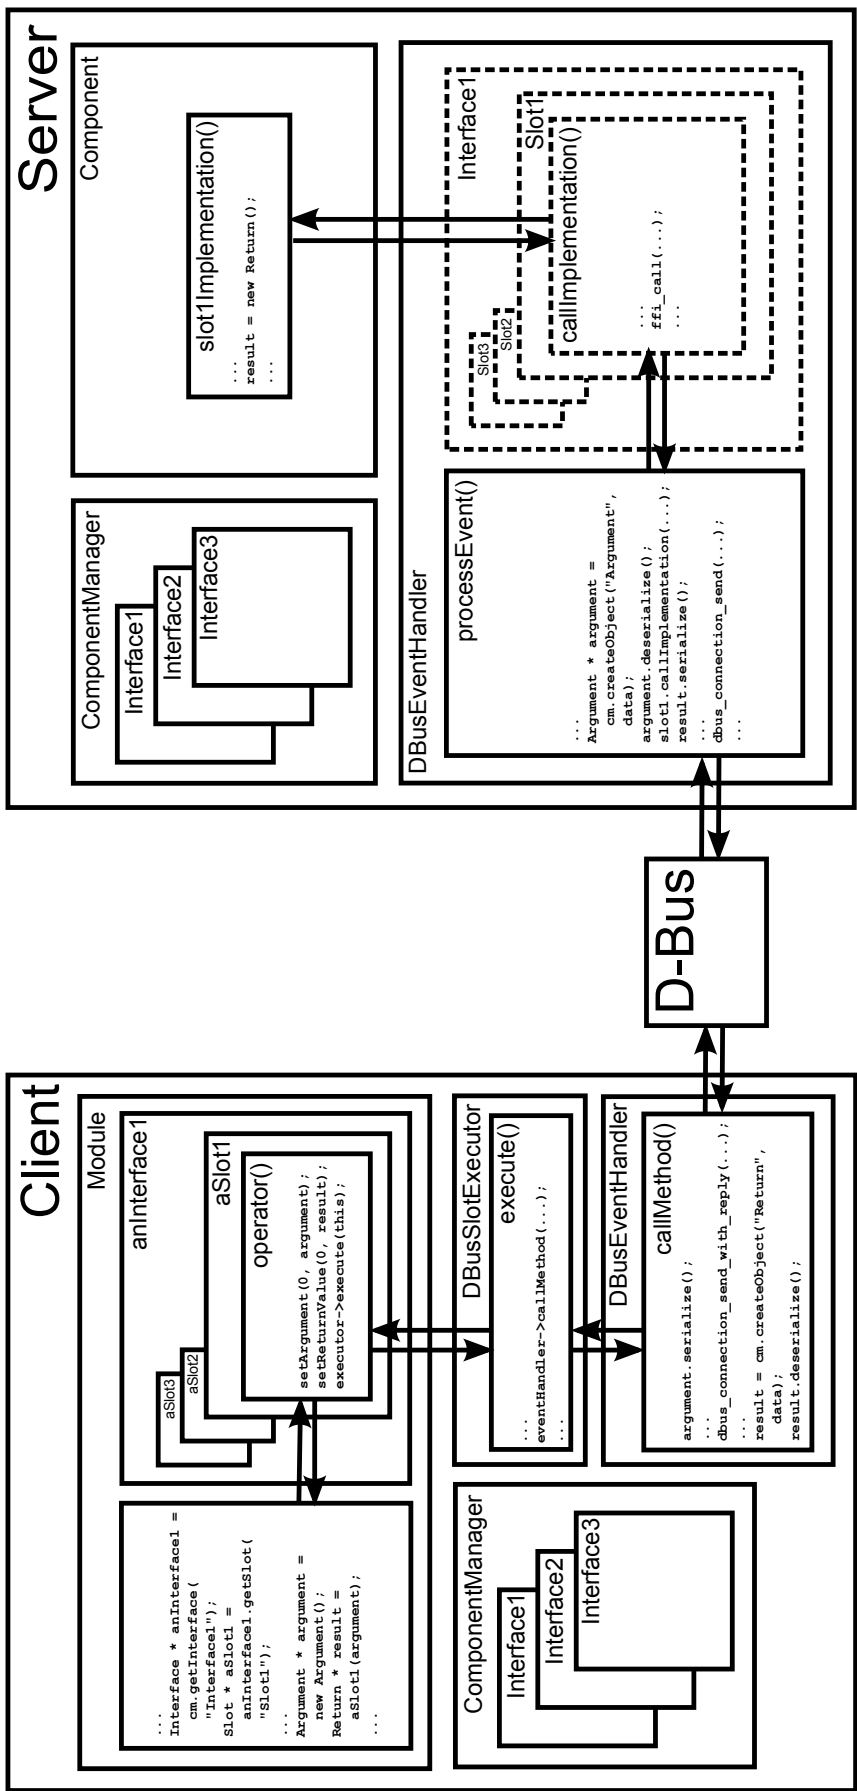 Client
Module
...
Interface * anInterface1 =
cm.getInterface(
"Interface1");
Slot * aSlot1 =
anInterface1.getSlot(
"Slot1");
...
Argument * argument =
new Argument();
Return * result =
aSlot1(argument);
...
anInterface1
aSlot3
aSlot2
aSlot1
operator()
setArgument(0, argument);
setReturnValue(0, result);
executor->execute(this);
ComponentManager
Interface1
Interface2
Interface3
DBusSlotExecutor
execute()
...
eventHandler->callMethod(...);
...
DBusEventHandler
callMethod()
argument.serialize();
...
dbus_connection_send_with_reply(...);
...
result = cm.createObject("Return",
data);
result.deserialize();
D-Bus
Server
ComponentManager
Interface1
Interface2
Interface3
Component
slot1Implementation()
...
result = new Return();
...
DBusEventHandler
processEvent()
...
Argument * argument =
cm.createObject("Argument",
data);
argument.deserialize();
slot1.callImplementation(...);
result.serialize();
...
dbus_connection_send(...);
...
Interface1
Slot3
Slot2
Slot1
callImplementation()
...
ffi_call(...);
...